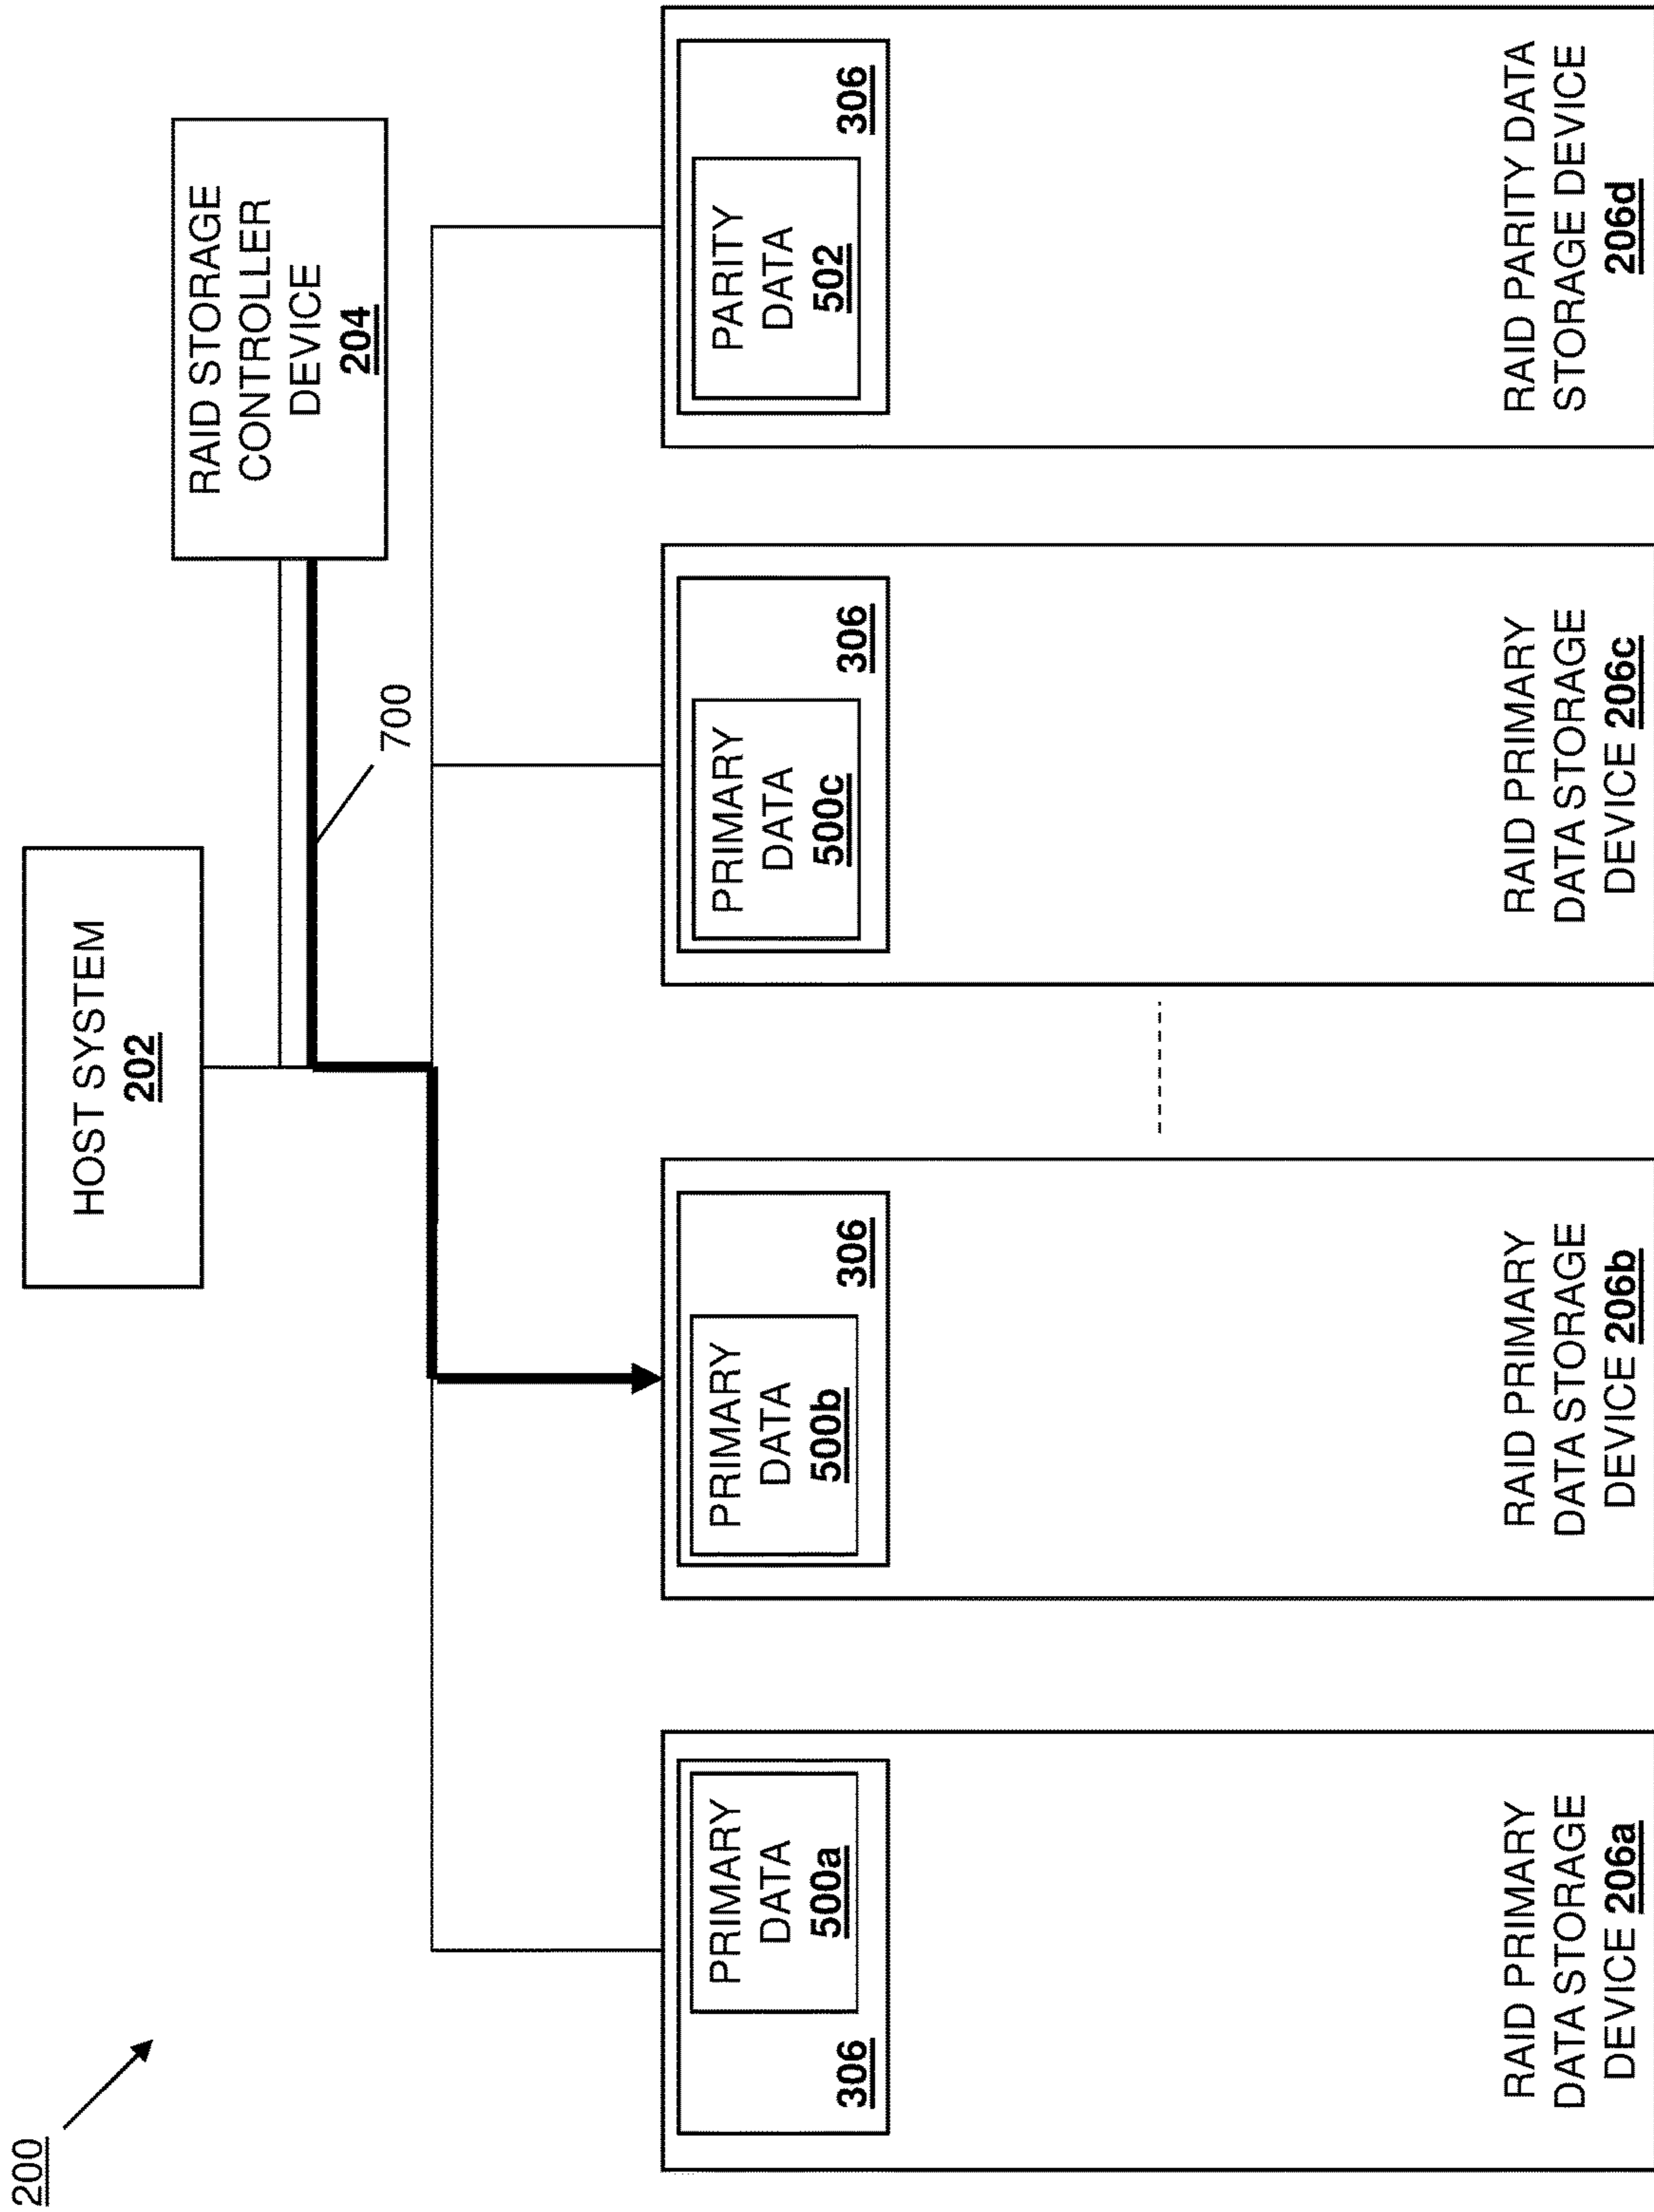 200
HOST SYSTEM
202
RAID STORAGE
CONTROLLER
DEVICE
204
700
PRIMARY
DATA
500a
306
RAID PRIMARY
DATA STORAGE
DEVICE 206a
PRIMARY
DATA
500b
306
RAID PRIMARY
DATA STORAGE
DEVICE 206b
PRIMARY
DATA
500c
306
RAID PRIMARY
DATA STORAGE
DEVICE 206c
PARITY
DATA
502
306
RAID PARITY DATA
STORAGE DEVICE
206d